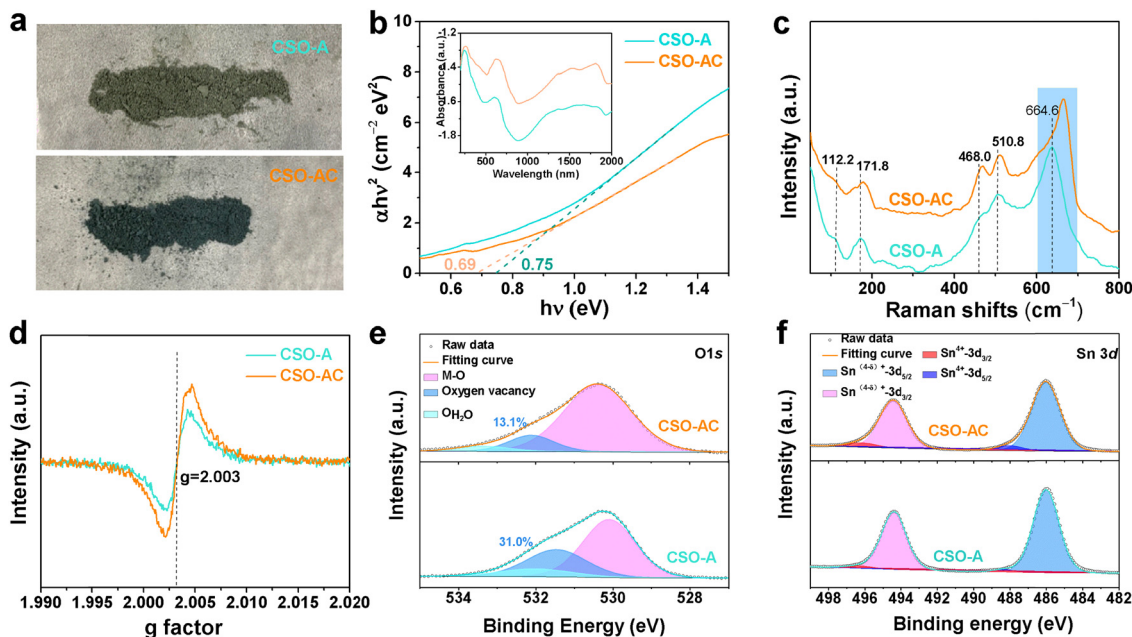 a
CSO-A
CSO-AC
b
αhν² (cm⁻² eV²)
10
8
6
4
2
0
CSO-A
CSO-AC
-1.2
-1.4
-1.6
-1.8
Absorbance (a.u.)
500 1000 1500 2000
Wavelength (nm)
0.69
0.75
0.6 0.8 1.0 1.2 1.4
hν (eV)
c
Intensity (a.u.)
112.2
171.8
468.0
510.8
664.6
CSO-AC
CSO-A
200 400 600 800
Raman shifts (cm⁻¹)
d
Intensity (a.u.)
CSO-A
CSO-AC
g=2.003
1.990 1.995 2.000 2.005 2.010 2.015 2.020
g factor
e
Intensity (a.u.)
Raw data
Fitting curve
M-O
Oxygen vacancy
O_H₂O
O1s
13.1%
CSO-AC
31.0%
CSO-A
534 532 530 528
Binding Energy (eV)
f
Intensity (a.u.)
Raw data
Fitting curve
Sn⁽⁴⁻ᵟ⁾⁺-3d₅/₂
Sn⁽⁴⁻ᵟ⁾⁺-3d₃/₂
Sn⁴⁺-3d₃/₂
Sn⁴⁺-3d₅/₂
Sn 3d
CSO-AC
CSO-A
498 496 494 492 490 488 486 484 482
Binding energy (eV)